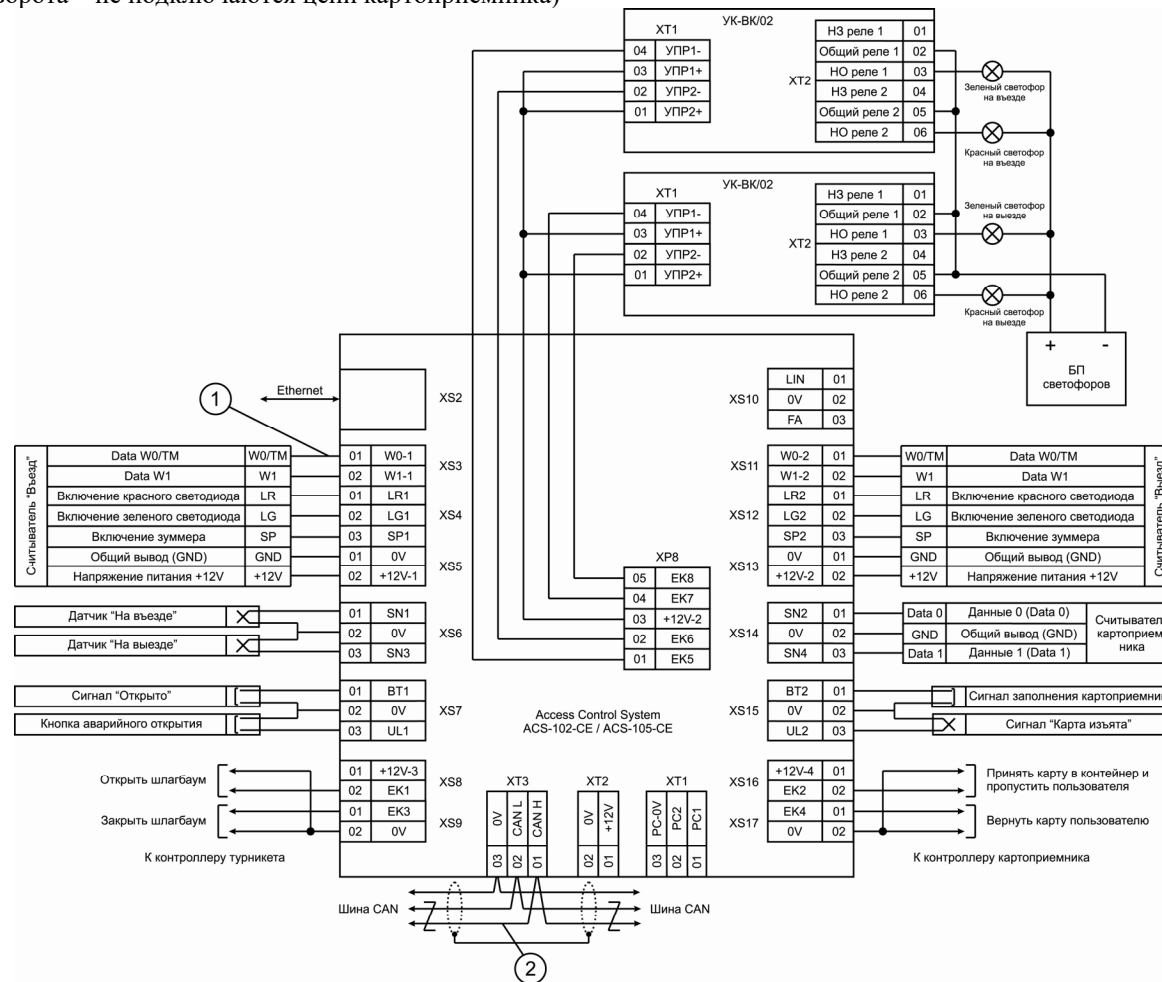 ворота – не подключаются цепи картоприемника)
XT1
УК-ВК/02
04 УПР1-
03 УПР1+
02 УПР2-
01 УПР2+
XT2
НЗ реле 1 01
Общий реле 1 02
НО реле 1 03
НЗ реле 2 04
Общий реле 2 05
НО реле 2 06
Зеленый светофор
на въезде
Красный светофор
на въезде
XT1
УК-ВК/02
04 УПР1-
03 УПР1+
02 УПР2-
01 УПР2+
XT2
НЗ реле 1 01
Общий реле 1 02
НО реле 1 03
НЗ реле 2 04
Общий реле 2 05
НО реле 2 06
Зеленый светофор
на выезде
Красный светофор
на выезде
+ -
БП
светофоров
1
Ethernet
XS2
Считыватель "Въезд"
Data W0/TM W0/TM 01 W0-1
Data W1 W1 02 W1-1
XS3
Включение красного светодиода LR 01 LR1
Включение зеленого светодиода LG 02 LG1
Включение зуммера SP 03 SP1
XS4
Общий вывод (GND) GND 01 0V
Напряжение питания +12V +12V 02 +12V-1
XS5
Датчик "На въезде" 01 SN1
02 0V
Датчик "На выезде" 03 SN3
XS6
Сигнал "Открыто" 01 BT1
02 0V
Кнопка аварийного открытия 03 UL1
XS7
Открыть шлагбаум
01 +12V-3
02 EK1
XS8
Закрыть шлагбаум
01 EK3
02 0V
XS9
К контроллеру турникета
XP8
05 EK8
04 EK7
03 +12V-2
02 EK6
01 EK5
Access Control System
ACS-102-CE / ACS-105-CE
XS10
LIN 01
0V 02
FA 03
XS11
W0-2 01 W0/TM Data W0/TM
W1-2 02 W1 Data W1
XS12
LR2 01 LR Включение красного светодиода
LG2 02 LG Включение зеленого светодиода
SP2 03 SP Включение зуммера
XS13
0V 01 GND Общий вывод (GND)
+12V-2 02 +12V Напряжение питания +12V
Считыватель "Выезд"
XS14
SN2 01 Data 0 Данные 0 (Data 0)
0V 02 GND Общий вывод (GND)
SN4 03 Data 1 Данные 1 (Data 1)
Считывател
картоприем
ника
XS15
BT2 01 Сигнал заполнения картоприемни
0V 02
UL2 03 Сигнал "Карта изъята"
XS16
+12V-4 01
EK2 02
Принять карту в контейнер и
пропустить пользователя
XS17
EK4 01
0V 02
Вернуть карту пользователю
К контроллеру картоприемника
XT3
0V CAN L CAN H
03 02 01
XT2
0V +12V
02 01
XT1
PC-0V PC2 PC1
03 02 01
Шина CAN
Шина CAN
2